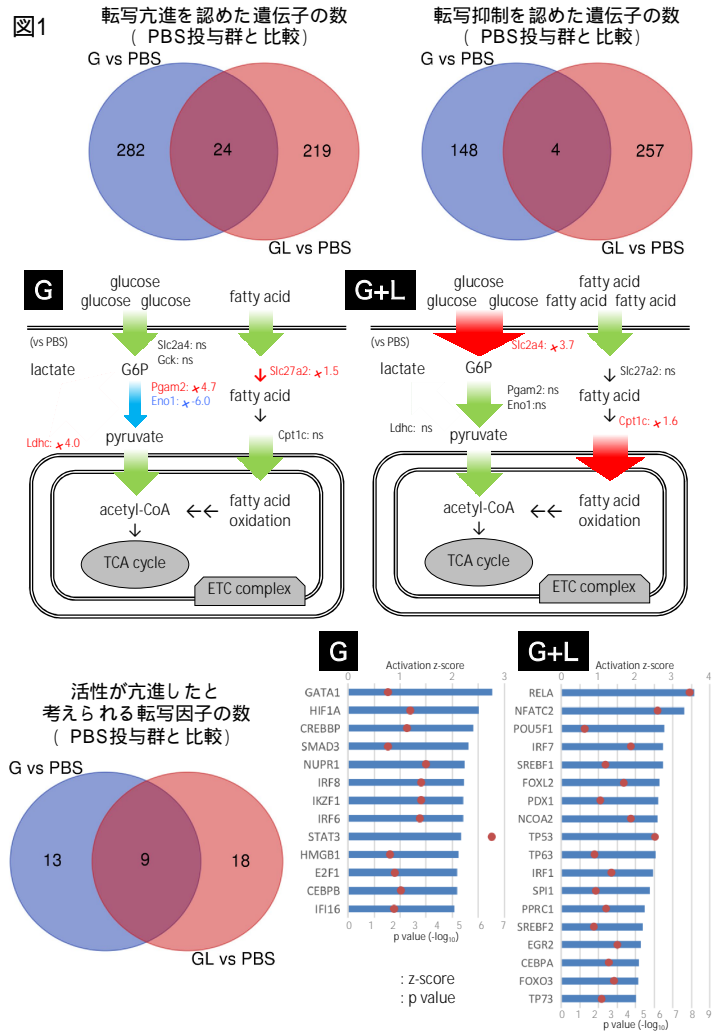 図1
転写亢進を認めた遺伝子の数
( PBS投与群と比較)
G vs PBS
282
24
219
GL vs PBS
転写抑制を認めた遺伝子の数
( PBS投与群と比較)
G vs PBS
148
4
257
GL vs PBS
G
glucose
glucose glucose
fatty acid
(vs PBS)
Slc2a4: ns
Gck: ns
lactate
G6P
Slc27a2: ×1.5
Pgam2: ×4.7
Eno1: ×-6.0
fatty acid
Ldhc: ×4.0
pyruvate
Cpt1c: ns
acetyl-CoA
←←
fatty acid
oxidation
TCA cycle
ETC complex
G+L
glucose
glucose glucose
fatty acid
fatty acid fatty acid
(vs PBS)
Slc2a4: ×3.7
lactate
G6P
Slc27a2: ns
Pgam2: ns
Eno1:ns
fatty acid
Ldhc: ns
pyruvate
Cpt1c: ×1.6
acetyl-CoA
←←
fatty acid
oxidation
TCA cycle
ETC complex
活性が亢進したと
考えられる転写因子の数
( PBS投与群と比較)
G vs PBS
13
9
18
GL vs PBS
G
Activation z-score
0 1 2 3
GATA1
HIF1A
CREBBP
SMAD3
NUPR1
IRF8
IKZF1
IRF6
STAT3
HMGB1
E2F1
CEBPB
IFI16
0 1 2 3 4 5 6 7
p value (-log10)
: z-score
: p value
G+L
Activation z-score
0 1 2 3 4
RELA
NFATC2
POU5F1
IRF7
SREBF1
FOXL2
PDX1
NCOA2
TP53
TP63
IRF1
SPI1
PPRC1
SREBF2
EGR2
CEBPA
FOXO3
TP73
0 1 2 3 4 5 6 7 8 9
p value (-log10)